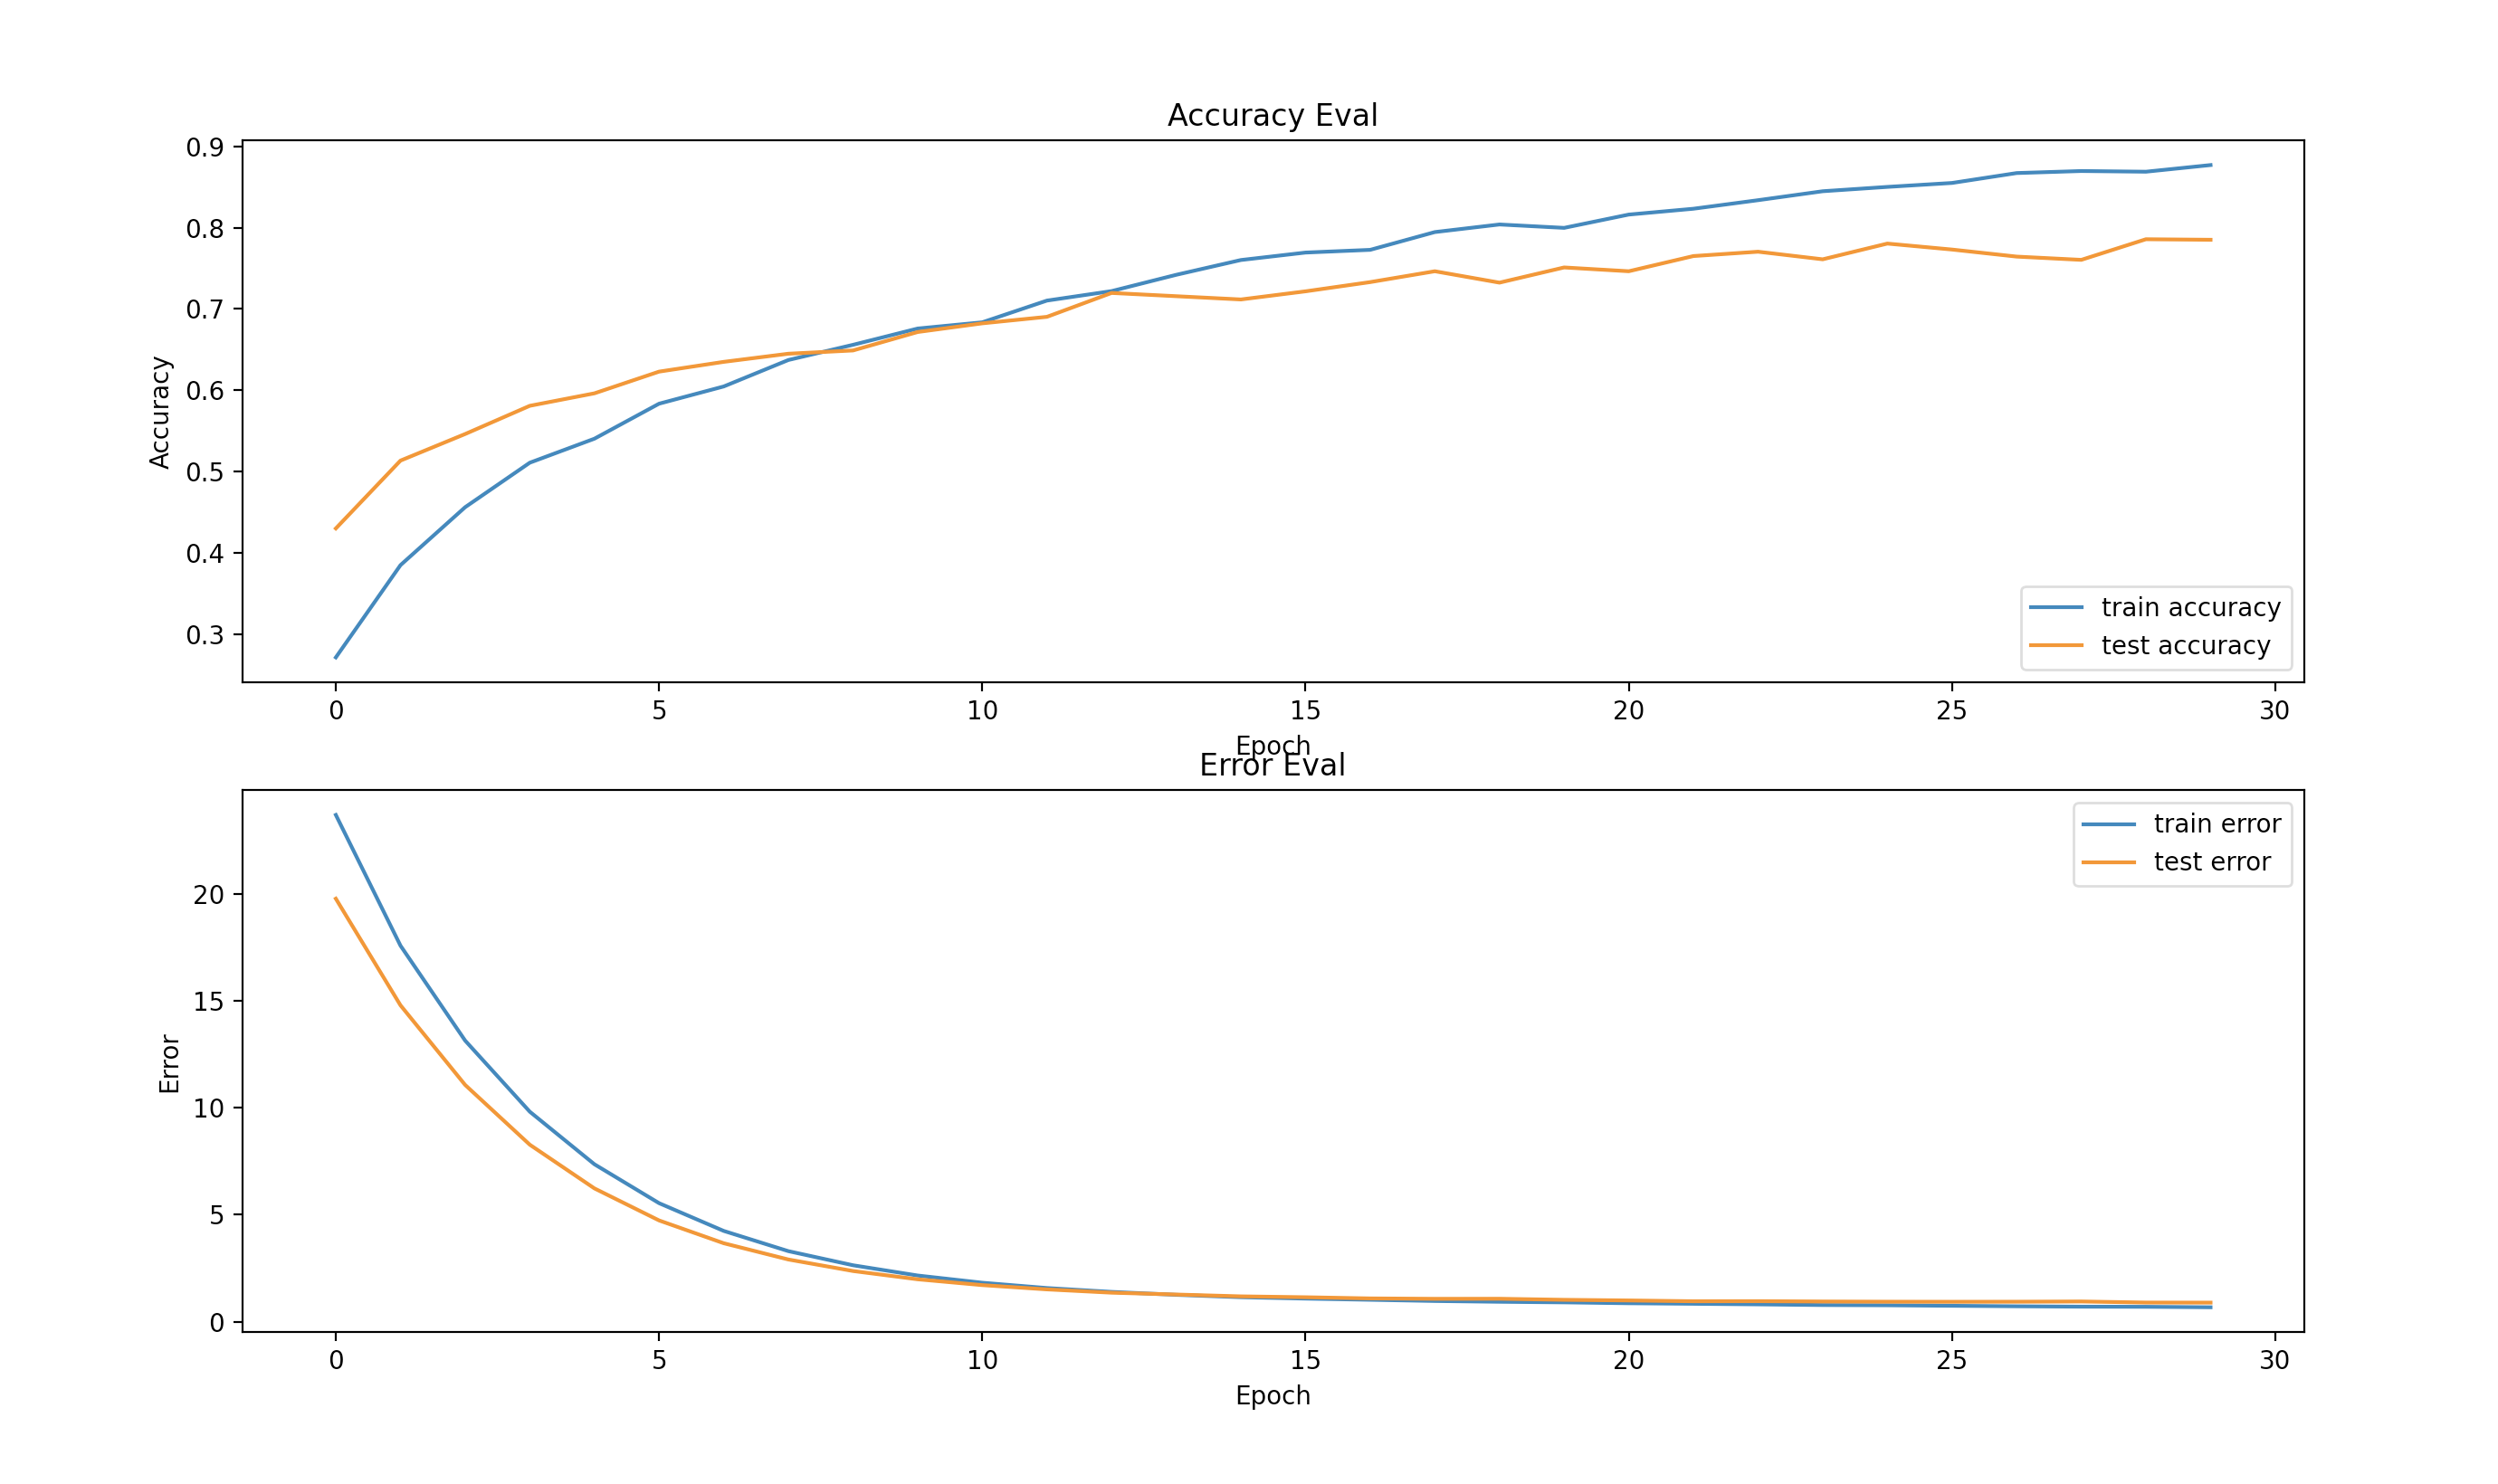 Accuracy Eval
0.9
0.8
0.7
0.6
0.5
0.4
0.3
Accuracy
train accuracy
test accuracy
0 5 10 15 20 25 30
Epoch
Error Eval
20
15
10
5
0
Error
train error
test error
0 5 10 15 20 25 30
Epoch